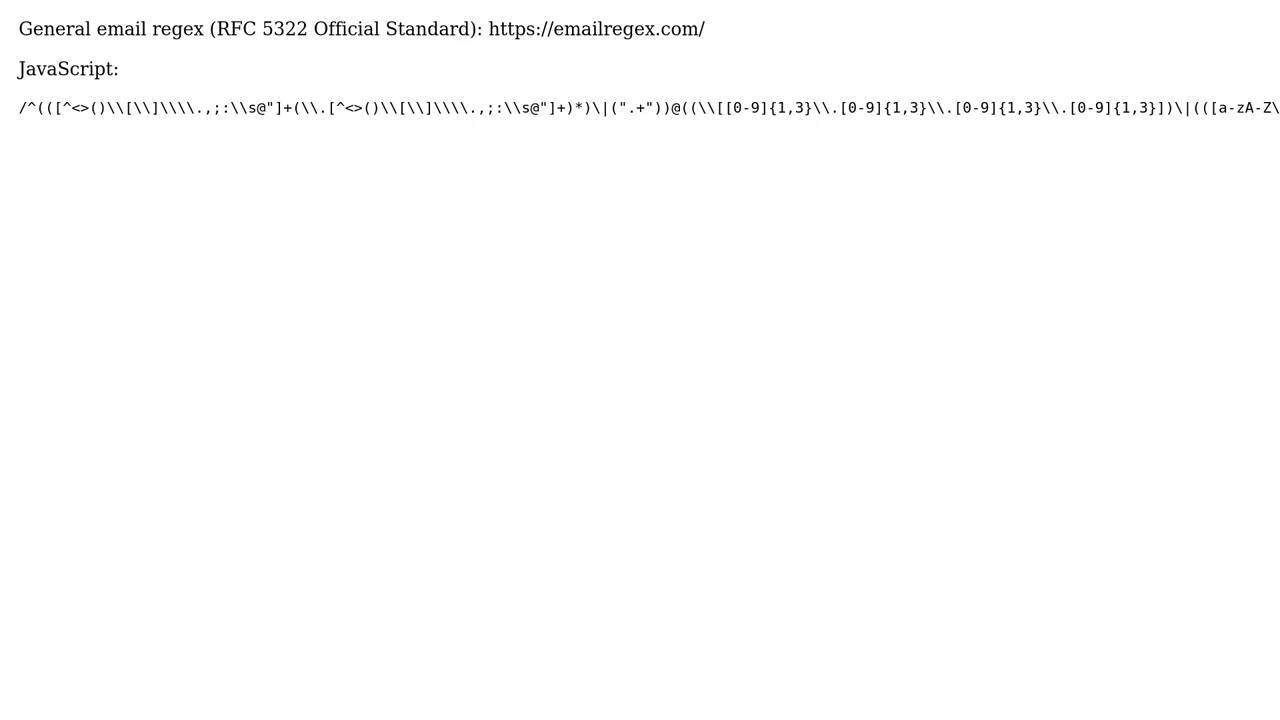 General email regex (RFC 5322 Official Standard): https://emailregex.com/
JavaScript:
/^(([^<>()\\[\\]\\\\.,;:\\s@"]+(\\.[^<>()\\[\\]\\\\.,;:\\s@"]+)*)\|(".+"))@((\\[[0-9]{1,3}\\.[0-9]{1,3}\\.[0-9]{1,3}\\.[0-9]{1,3}])\|(([a-zA-Z\